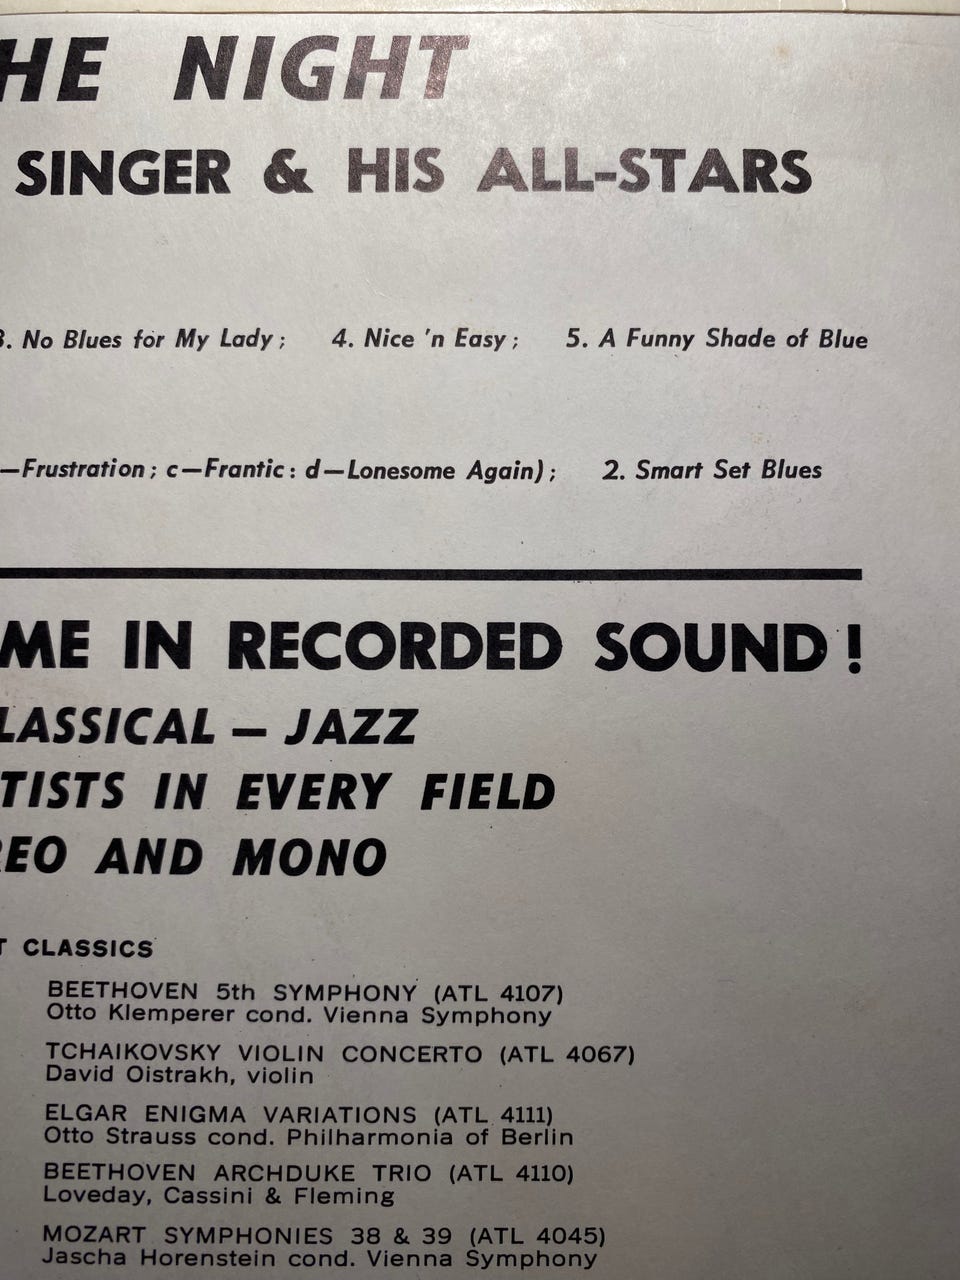 HE NIGHT
SINGER & HIS ALL-STARS
3. No Blues for My Lady; 4. Nice 'n Easy; 5. A Funny Shade of Blue
—Frustration; c—Frantic: d—Lonesome Again); 2. Smart Set Blues
ME IN RECORDED SOUND!
LASSICAL — JAZZ
TISTS IN EVERY FIELD
REO AND MONO
T CLASSICS
BEETHOVEN 5th SYMPHONY (ATL 4107)
Otto Klemperer cond. Vienna Symphony
TCHAIKOVSKY VIOLIN CONCERTO (ATL 4067)
David Oistrakh, violin
ELGAR ENIGMA VARIATIONS (ATL 4111)
Otto Strauss cond. Philharmonia of Berlin
BEETHOVEN ARCHDUKE TRIO (ATL 4110)
Loveday, Cassini & Fleming
MOZART SYMPHONIES 38 & 39 (ATL 4045)
Jascha Horenstein cond. Vienna Symphony